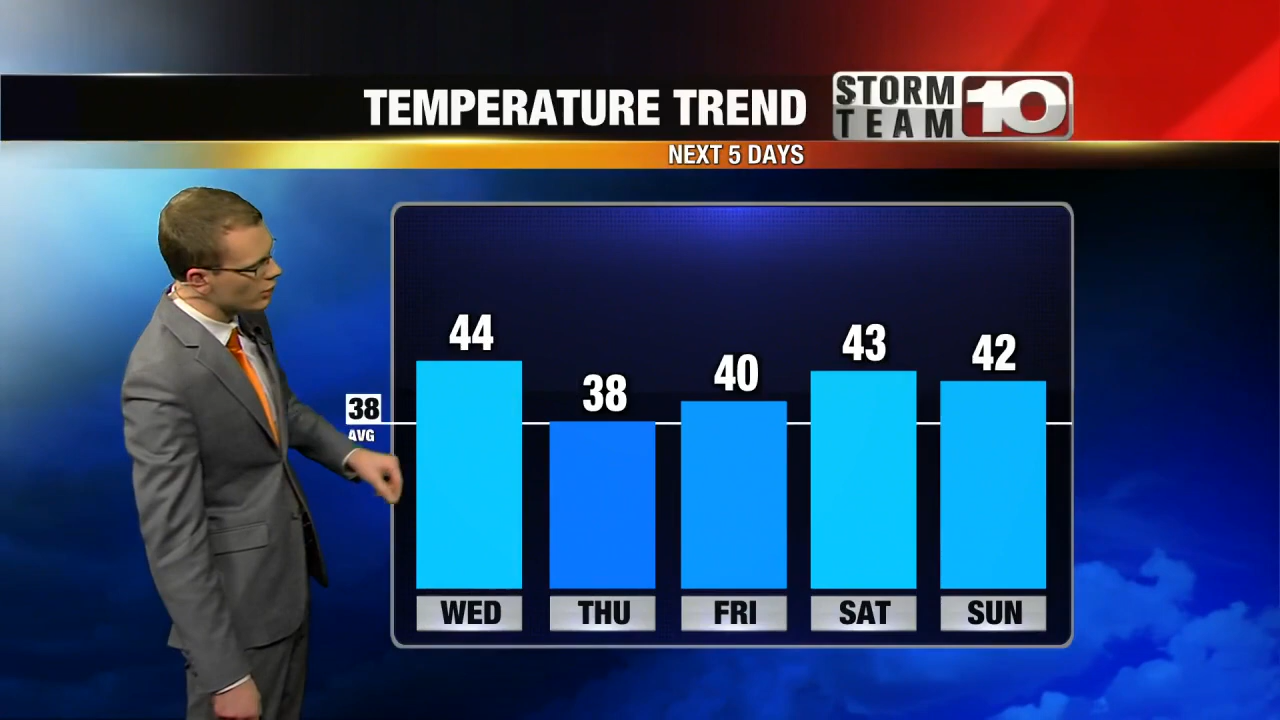 TEMPERATURE TREND
STORM
TEAM
10
NEXT 5 DAYS
44
38
40
43
42
38
AVG
WED
THU
FRI
SAT
SUN